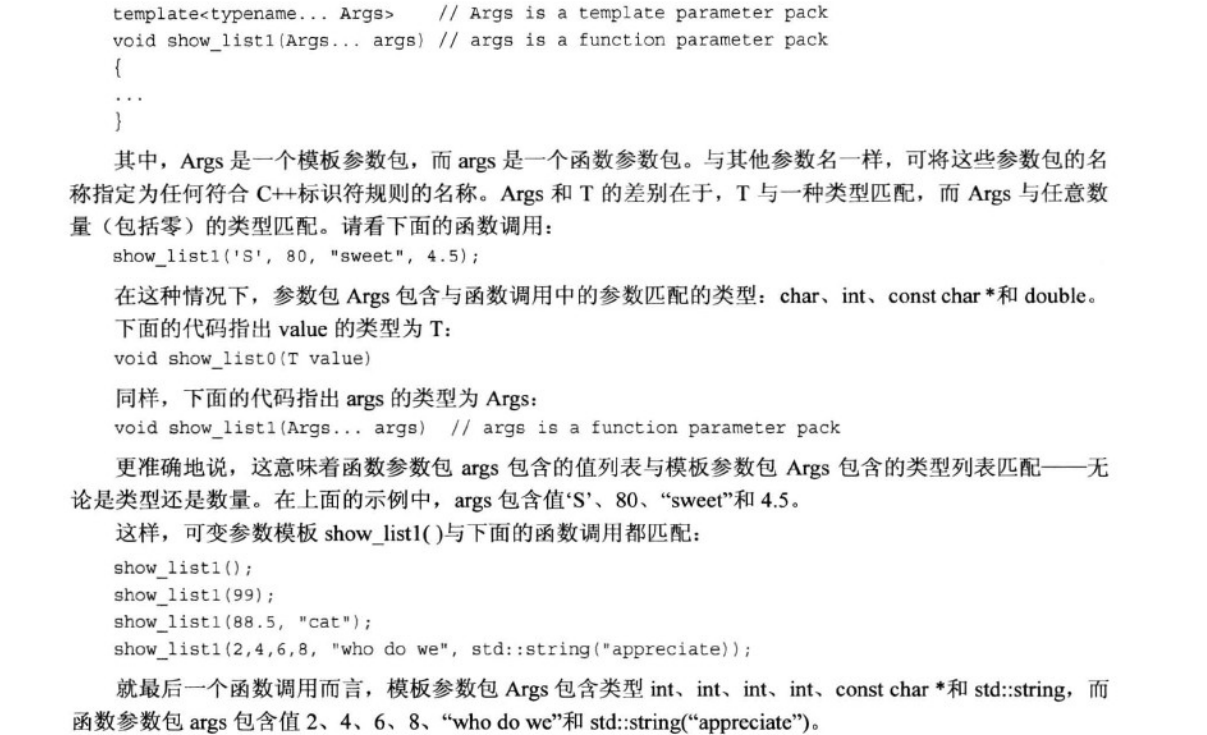 template<typename... Args>    // Args is a template parameter pack
void show_list1(Args... args) // args is a function parameter pack
{
...
}
其中，Args 是一个模板参数包，而 args 是一个函数参数包。与其他参数名一样，可将这些参数包的名
称指定为任何符合 C++标识符规则的名称。Args 和 T 的差别在于，T 与一种类型匹配，而 Args 与任意数
量（包括零）的类型匹配。请看下面的函数调用：
show_list1('S', 80, "sweet", 4.5);
在这种情况下，参数包 Args 包含与函数调用中的参数匹配的类型：char、int、const char *和 double。
下面的代码指出 value 的类型为 T：
void show_list0(T value)
同样，下面的代码指出 args 的类型为 Args：
void show_list1(Args... args)  // args is a function parameter pack
更准确地说，这意味着函数参数包 args 包含的值列表与模板参数包 Args 包含的类型列表匹配——无
论是类型还是数量。在上面的示例中，args 包含值‘S’、80、“sweet”和 4.5。
这样，可变参数模板 show_list1( )与下面的函数调用都匹配：
show_list1();
show_list1(99);
show_list1(88.5, "cat");
show_list1(2,4,6,8, "who do we", std::string("appreciate));
就最后一个函数调用而言，模板参数包 Args 包含类型 int、int、int、int、const char *和 std::string，而
函数参数包 args 包含值 2、4、6、8、“who do we”和 std::string(“appreciate”)。